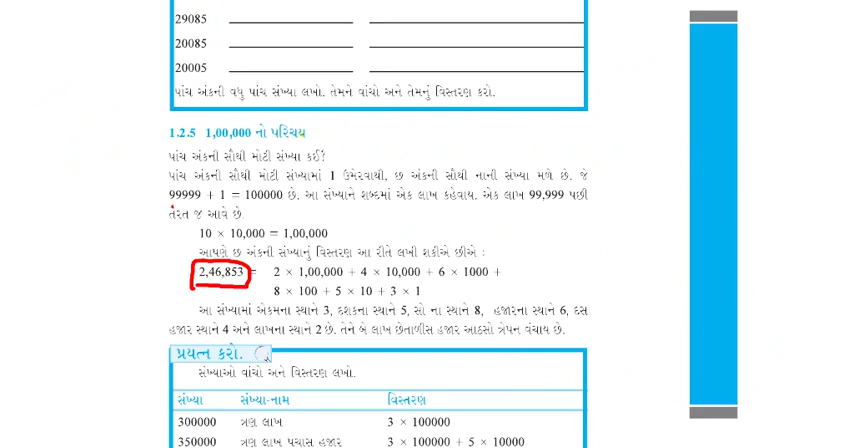 29085
20085
20005
પાંચ અંકની વધુ પાંચ સંખ્યા લખો. તેમને વાંચો અને તેમનું વિસ્તરણ કરો.
1.2.5 1,00,000 નો પરિચય
પાંચ અંકની સૌથી મોટી સંખ્યા કઈ?
પાંચ અંકની સૌથી મોટી સંખ્યામાં 1 ઉમેરવાથી, છ અંકની સૌથી નાની સંખ્યા મળે છે. જે
99999 + 1 = 100000 છે. આ સંખ્યાને શબ્દમાં એક લાખ કહેવાય. એક લાખ 99,999 પછી
તરત જ આવે છે.
10 × 10,000 = 1,00,000
આપણે છ અંકની સંખ્યાનું વિસ્તરણ આ રીતે લખી શકીએ છીએ :
2,46,853 = 2 × 1,00,000 + 4 × 10,000 + 6 × 1000 +
8 × 100 + 5 × 10 + 3 × 1
આ સંખ્યામાં એકમના સ્થાને 3, દશકના સ્થાને 5, સો ના સ્થાને 8, હજારના સ્થાને 6, દસ
હજાર સ્થાને 4 અને લાખના સ્થાને 2 છે. તેને બે લાખ છેતાળીસ હજાર આઠસો ત્રેપન વંચાય છે.
પ્રયત્ન કરો.
સંખ્યાઓ વાંચો અને વિસ્તરણ લખો.
સંખ્યા સંખ્યા-નામ વિસ્તરણ
300000 ત્રણ લાખ 3 × 100000
350000 ત્રણ લાખ પચાસ હજાર 3 × 100000 + 5 × 10000